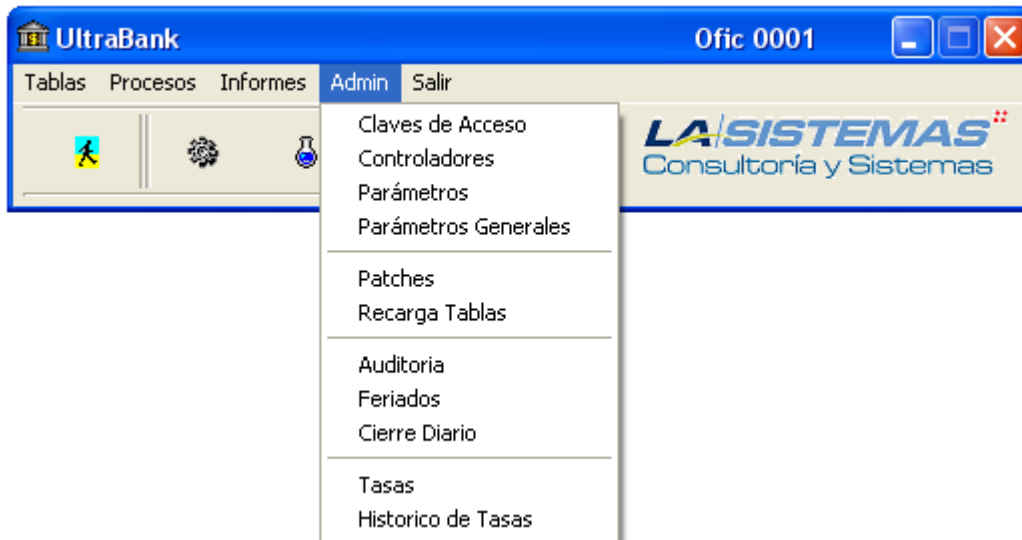 UltraBank Ofic 0001
Tablas Procesos Informes Admin Salir
LA SISTEMAS
Consultoría y Sistemas
Claves de Acceso
Controladores
Parámetros
Parámetros Generales
Patches
Recarga Tablas
Auditoria
Feriados
Cierre Diario
Tasas
Historico de Tasas